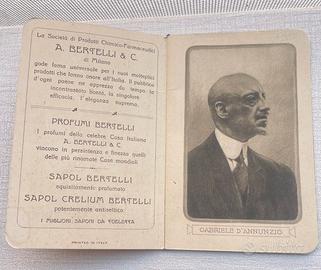 La Società di Prodotti Chimico-Farmaceutici
A. BERTELLI & C.
di Milano
gode fama universale per i suoi molteplici
prodotti che fanno onore all'Italia. Il pubblico
d'ogni paese ne apprezza da tempo la
incontrastata bontà, la singolare
efficacia, l'eleganza suprema.
PROFUMI BERTELLI
I profumi della celebre Casa Italiana
A. BERTELLI & C.
vincono in persistenza e finezza quelli
delle più rinomate Case mondiali
SAPOL BERTELLI
squisitamente profumato
SAPOL CRELIUM BERTELLI
potentemente antisettico
I MIGLIORI SAPONI DA TOELETTA
PRINTED IN ITALY
GABRIELE D'ANNUNZIO